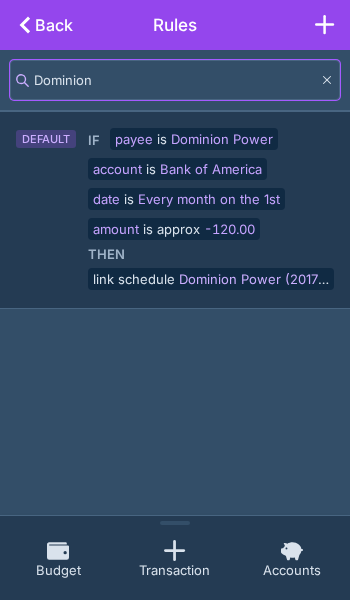 Back Rules
Dominion
DEFAULT IF payee is Dominion Power
account is Bank of America
date is Every month on the 1st
amount is approx -120.00
THEN
link schedule Dominion Power (2017...
Budget Transaction Accounts